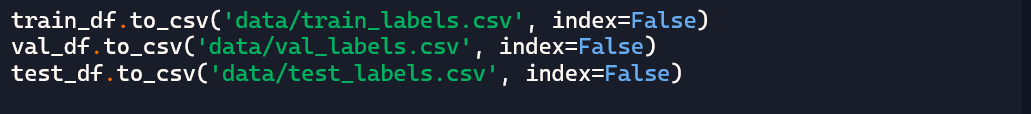 train_df.to_csv('data/train_labels.csv', index=False)
val_df.to_csv('data/val_labels.csv', index=False)
test_df.to_csv('data/test_labels.csv', index=False)